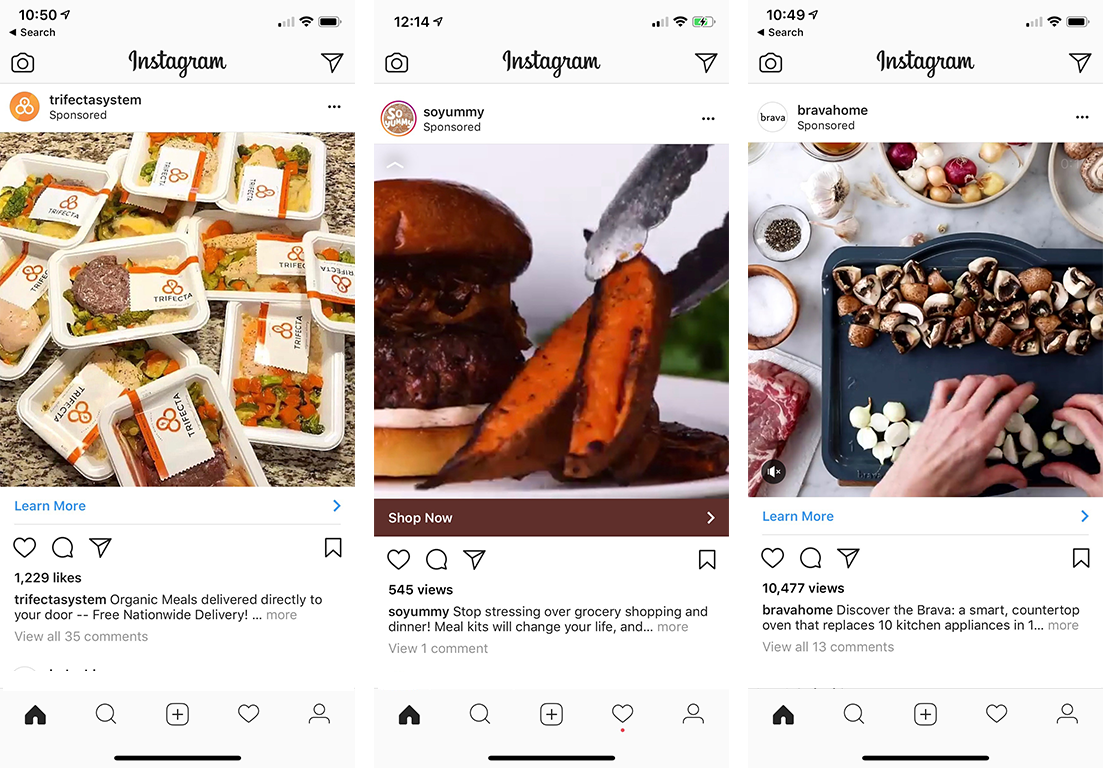 10:50
Search
Instagram
trifectasystem
Sponsored
TRIFECTA
TRIFECTA
TRIFECTA
TRIFECTA
TRIFECTA
TRIFECTA
TRIFECTA
Learn More
1,229 likes
trifectasystem Organic Meals delivered directly to
your door -- Free Nationwide Delivery! ... more
View all 35 comments
12:14
Instagram
SO
YUMMY
soyummy
Sponsored
Shop Now
545 views
soyummy Stop stressing over grocery shopping and
dinner! Meal kits will change your life, and... more
View 1 comment
10:49
Search
Instagram
brava
bravahome
Sponsored
Learn More
10,477 views
bravahome Discover the Brava: a smart, countertop
oven that replaces 10 kitchen appliances in 1... more
View all 13 comments